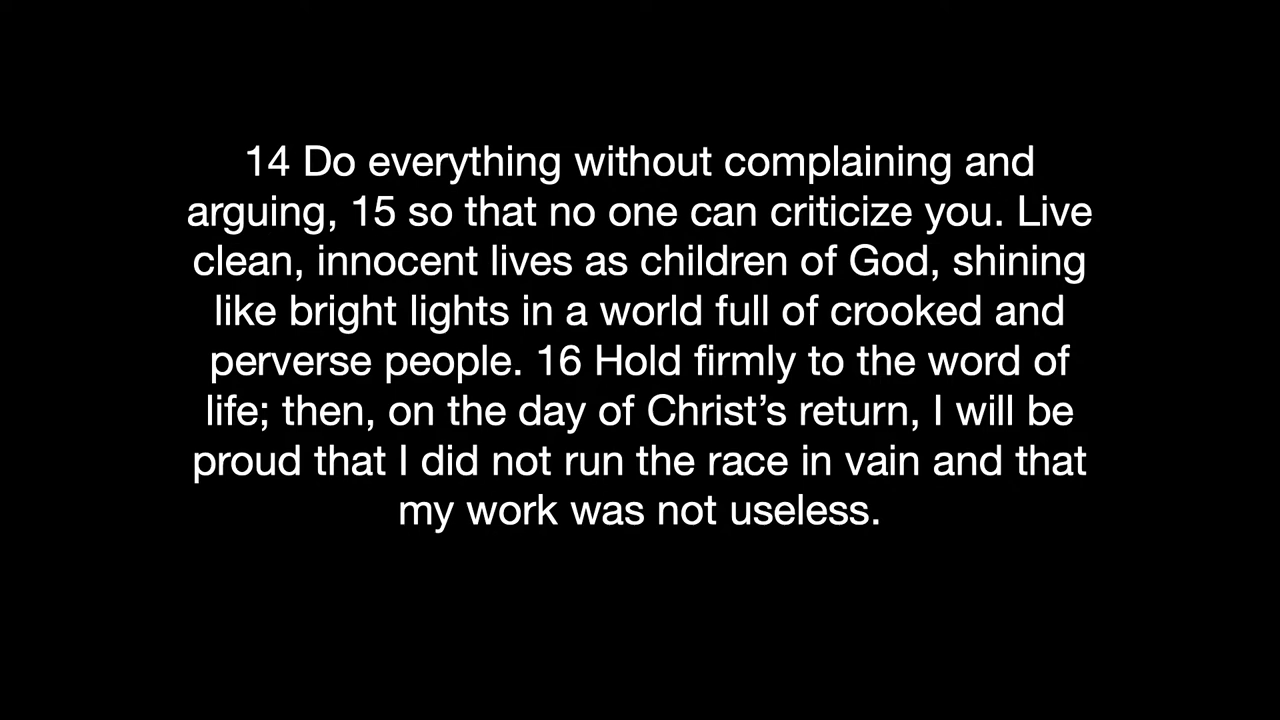 14 Do everything without complaining and
arguing, 15 so that no one can criticize you. Live
clean, innocent lives as children of God, shining
like bright lights in a world full of crooked and
perverse people. 16 Hold firmly to the word of
life; then, on the day of Christ’s return, I will be
proud that I did not run the race in vain and that
my work was not useless.